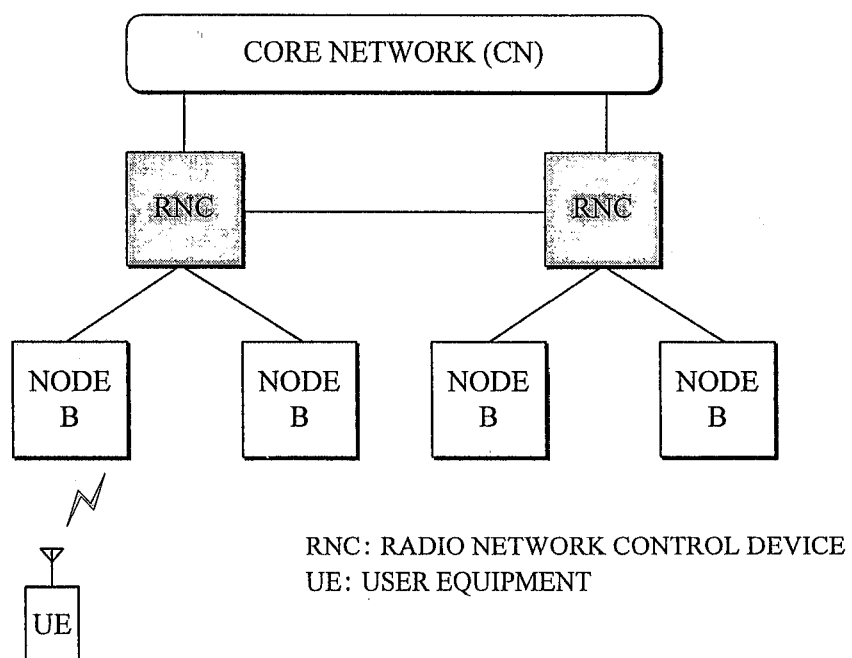 CORE NETWORK (CN)
RNC
RNC
NODE
B
NODE
B
NODE
B
NODE
B
RNC: RADIO NETWORK CONTROL DEVICE
UE: USER EQUIPMENT
UE